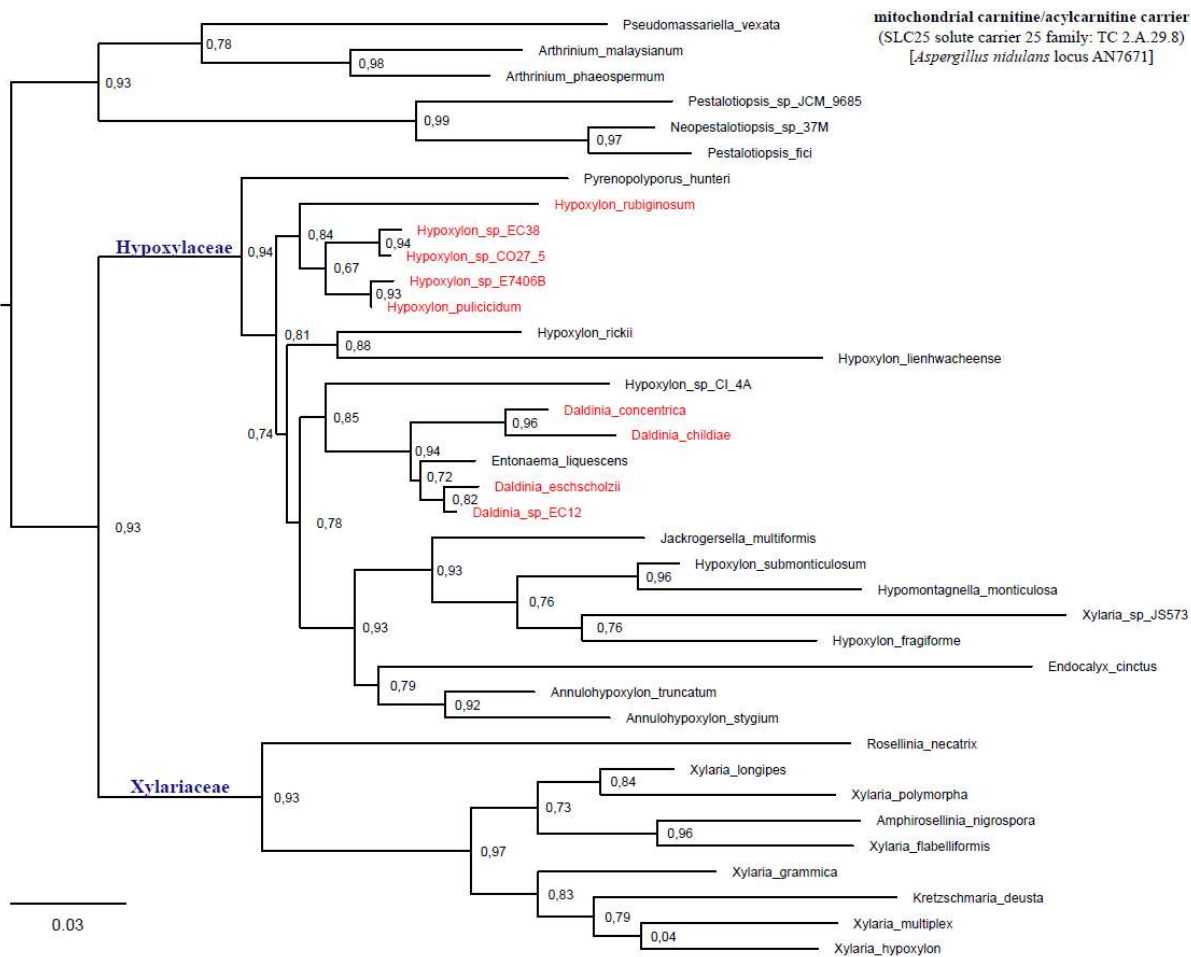 mitochondrial carnitine/acylcarnitine carrier
(SLC25 solute carrier 25 family: TC 2.A.29.8)
[Aspergillus nidulans locus AN7671]
Pseudomassariella_vexata
0,78
Arthrinium_malaysianum
0,98
Arthrinium_phaeospermum
0,93
Pestalotiopsis_sp_JCM_9685
0,99
Neopestalotiopsis_sp_37M
0,97
Pestalotiopsis_fici
Pyrenopolyporus_hunteri
Hypoxylon_rubiginosum
Hypoxylaceae
0,94
0,84
Hypoxylon_sp_EC38
0,94
Hypoxylon_sp_CO27_5
0,67
Hypoxylon_sp_E7406B
0,93
Hypoxylon_pulicicidum
0,81
Hypoxylon_rickii
0,88
Hypoxylon_lienhwacheense
Hypoxylon_sp_CI_4A
0,85
Daldinia_concentrica
0,96
Daldinia_childiae
0,74
0,94
Entonaema_liquescens
0,72
Daldinia_eschscholzii
0,82
Daldinia_sp_EC12
0,93
0,78
Jackrogersella_multiformis
0,93
Hypoxylon_submonticulosum
0,96
Hypomontagnella_monticulosa
0,76
Xylaria_sp_JS573
0,76
Hypoxylon_fragiforme
0,93
Endocalyx_cinctus
0,79
Annulohypoxylon_truncatum
0,92
Annulohypoxylon_stygium
Rosellinia_necatrix
Xylariaceae
0,93
Xylaria_longipes
0,84
Xylaria_polymorpha
0,73
Amphirosellinia_nigrospora
0,96
Xylaria_flabelliformis
0,97
Xylaria_grammica
0,83
Kretzschmaria_deusta
0,79
Xylaria_multiplex
0,04
Xylaria_hypoxylon
0.03